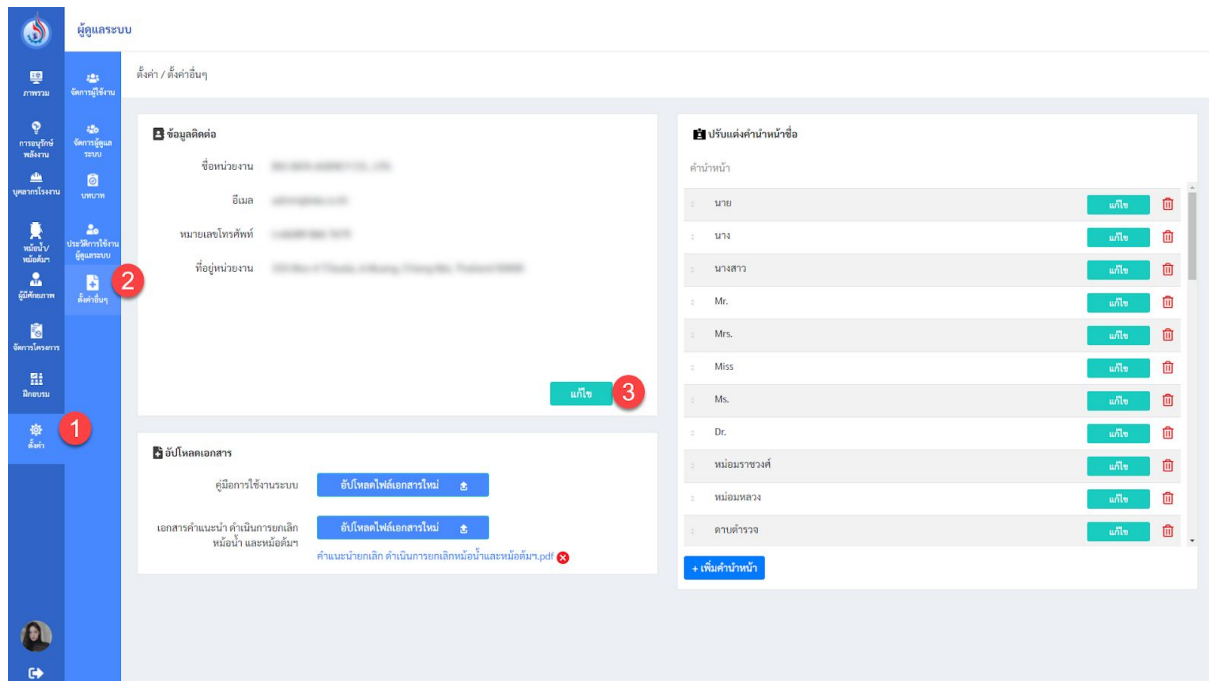 ผู้ดูแลระบบ
ภาพรวม
การอนุรักษ์
พลังงาน
บุคลากรโรงงาน
หม้อน้ำ/
หม้อต้มฯ
ผู้มีศักยภาพ
จัดการโครงการ
ฝึกอบรม
ตั้งค่า
1
จัดการผู้ใช้งาน
จัดการผู้ดูแล
ระบบ
บทบาท
ประวัติการใช้งาน
ผู้ดูแลระบบ
ตั้งค่าอื่นๆ
2
ตั้งค่า / ตั้งค่าอื่นๆ
ข้อมูลติดต่อ
ชื่อหน่วยงาน
อีเมล
หมายเลขโทรศัพท์
ที่อยู่หน่วยงาน
แก้ไข
3
อัปโหลดเอกสาร
คู่มือการใช้งานระบบ
อัปโหลดไฟล์เอกสารใหม่
เอกสารคำแนะนำ ดำเนินการยกเลิก
หม้อน้ำ และหม้อต้มฯ
อัปโหลดไฟล์เอกสารใหม่
คำแนะนำยกเลิก ดำเนินการยกเลิกหม้อน้ำและหม้อต้มฯ.pdf
ปรับแต่งคำนำหน้าชื่อ
คำนำหน้า
นาย แก้ไข
นาง แก้ไข
นางสาว แก้ไข
Mr. แก้ไข
Mrs. แก้ไข
Miss แก้ไข
Ms. แก้ไข
Dr. แก้ไข
หม่อมราชวงศ์ แก้ไข
หม่อมหลวง แก้ไข
ดาบตำรวจ แก้ไข
+ เพิ่มคำนำหน้า